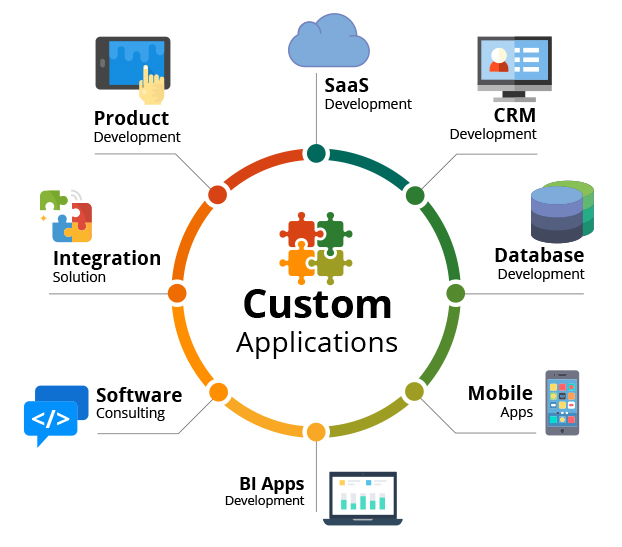 SaaS
Development
CRM
Development
Product
Development
Database
Development
Integration
Solution
Custom
Applications
Mobile
Apps
Software
Consulting
</>
BI Apps
Development